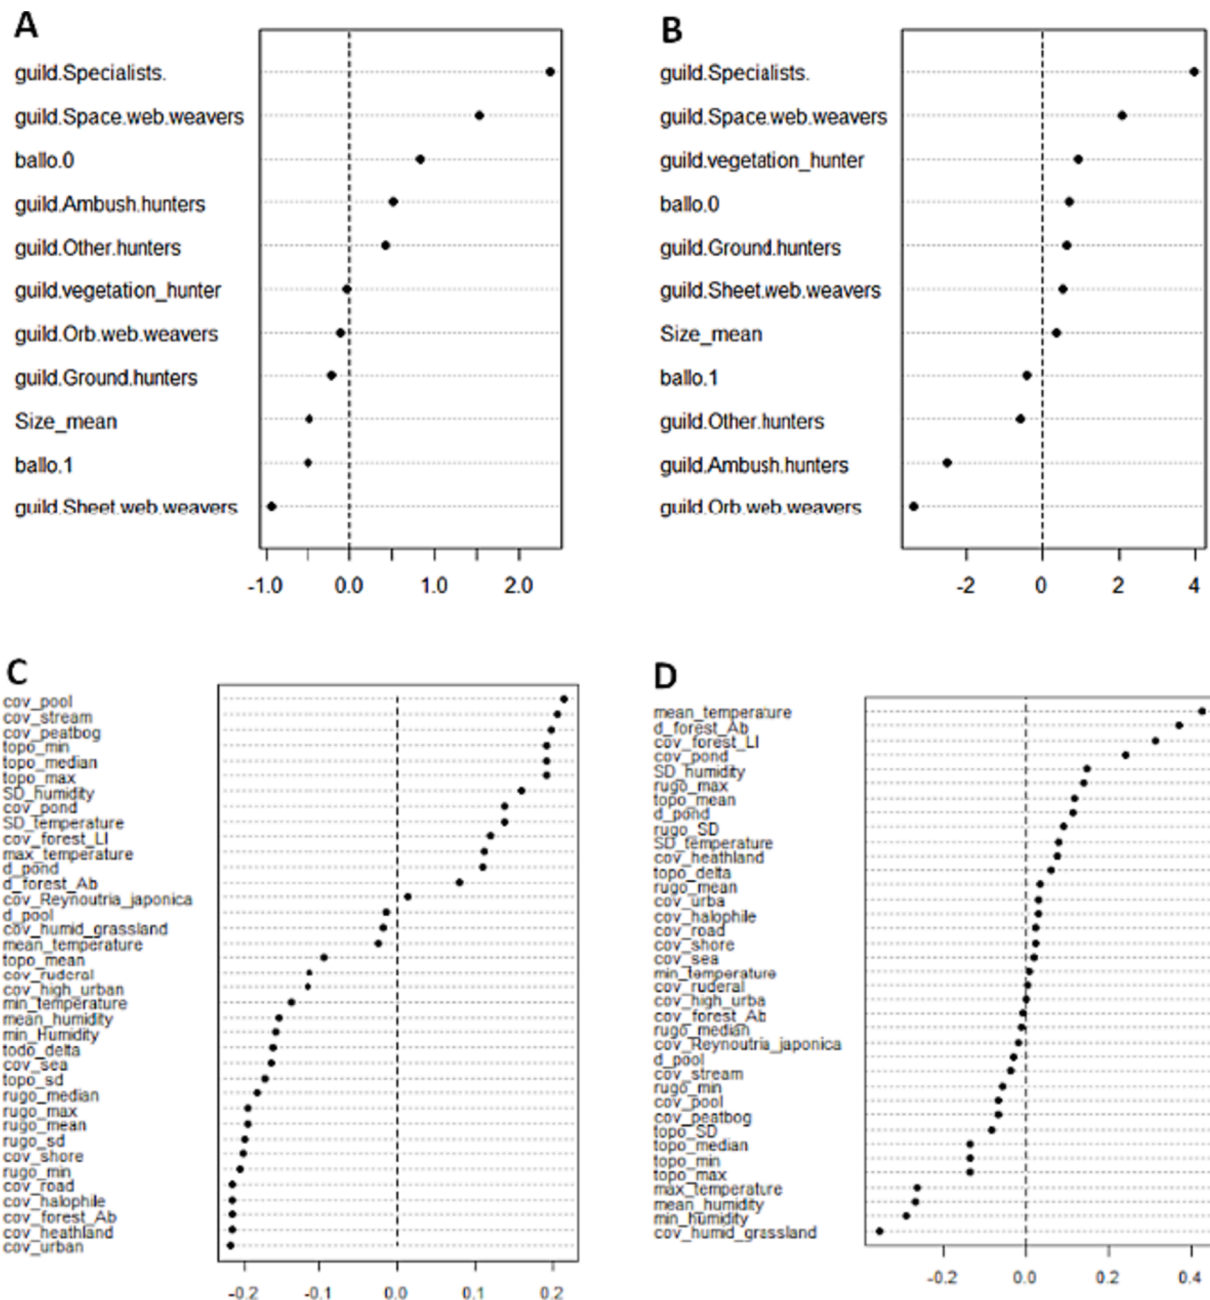 A
guild.Specialists.
guild.Space.web.weavers
ballo.0
guild.Ambush.hunters
guild.Other.hunters
guild.vegetation_hunter
guild.Orb.web.weavers
guild.Ground.hunters
Size_mean
ballo.1
guild.Sheet.web.weavers
-1.0 0.0 1.0 2.0
B
guild.Specialists.
guild.Space.web.weavers
guild.vegetation_hunter
ballo.0
guild.Ground.hunters
guild.Sheet.web.weavers
Size_mean
ballo.1
guild.Other.hunters
guild.Ambush.hunters
guild.Orb.web.weavers
-2 0 2 4
C
cov_pool
cov_stream
cov_peatbog
topo_min
topo_median
topo_max
SD_humidity
cov_pond
SD_temperature
cov_forest_LI
max_temperature
d_pond
d_forest_Ab
cov_Reynoutria_japonica
d_pool
cov_humid_grassland
mean_temperature
topo_mean
cov_ruderal
cov_high_urban
min_temperature
mean_humidity
min_Humidity
todo_delta
cov_sea
topo_sd
rugo_median
rugo_max
rugo_mean
rugo_sd
cov_shore
rugo_min
cov_road
cov_halophile
cov_forest_Ab
cov_heathland
cov_urban
-0.2 -0.1 0.0 0.1 0.2
D
mean_temperature
d_forest_Ab
cov_forest_LI
cov_pond
SD_humidity
rugo_max
topo_mean
d_pond
rugo_SD
SD_temperature
cov_heathland
topo_delta
rugo_mean
cov_urba
cov_halophile
cov_road
cov_shore
cov_sea
min_temperature
cov_ruderal
cov_high_urba
cov_forest_Ab
rugo_median
cov_Reynoutria_japonica
d_pool
cov_stream
rugo_min
cov_pool
cov_peatbog
topo_SD
topo_median
topo_min
topo_max
max_temperature
mean_humidity
min_humidity
cov_humid_grassland
-0.2 0.0 0.2 0.4